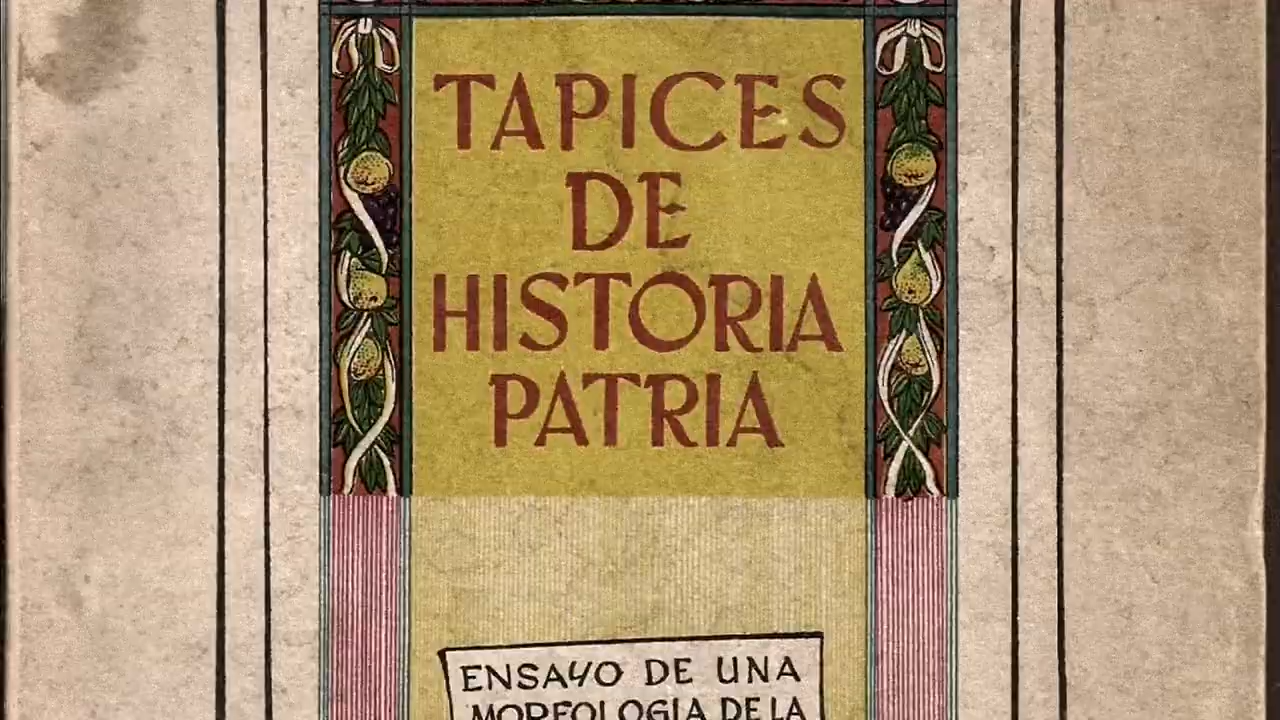 TAPICES
DE
HISTORIA
PATRIA
ENSAYO DE UNA
MORFOLOGIA DE LA